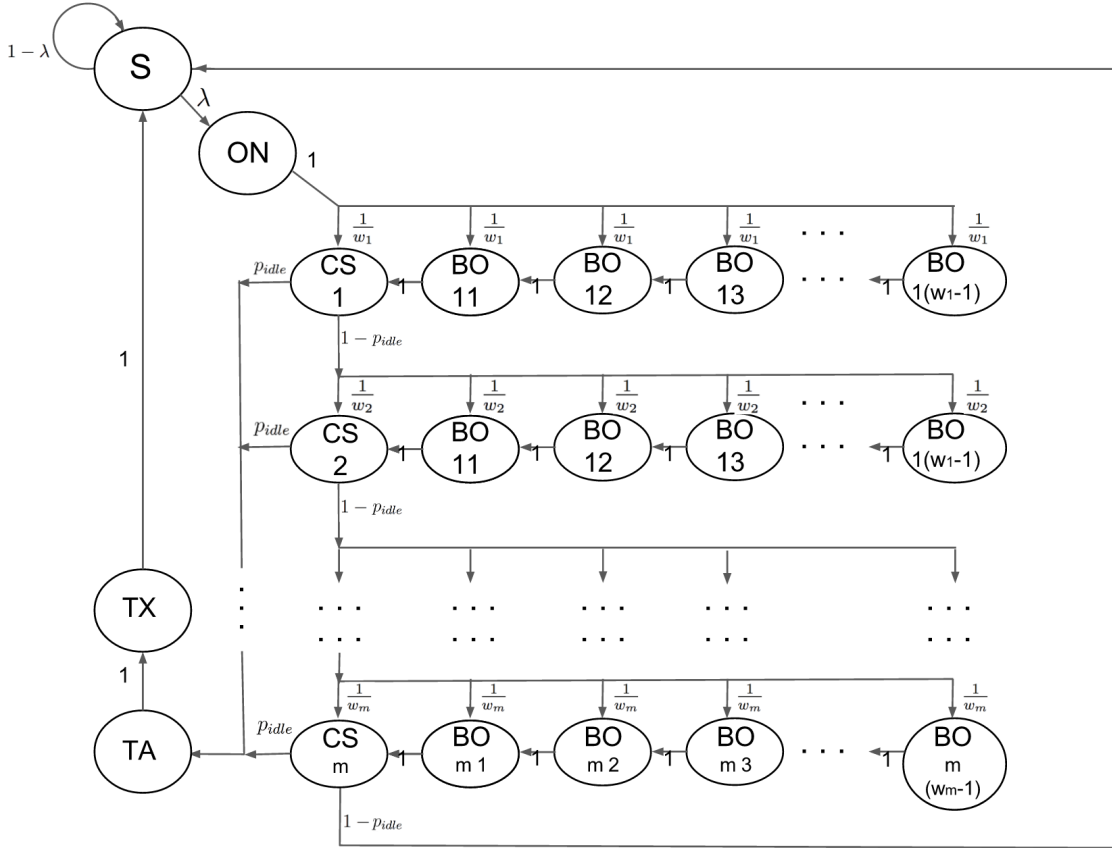 1 − λ
S
λ
ON
1
1/w₁ 1/w₁ 1/w₁ 1/w₁ . . . 1/w₁
p_idle CS BO BO BO . . . BO
1 1 11 1 12 1 13 1 1(w₁-1)
1 − p_idle
1
1/w₂ 1/w₂ 1/w₂ 1/w₂ . . . 1/w₂
p_idle CS BO BO BO . . . BO
2 1 11 1 12 1 13 1 1(w₁-1)
1 − p_idle
TX . . . . . . . . . . . . . . . . . .
. . . . . . . . . . . . . . .
1
1/wₘ 1/wₘ 1/wₘ 1/wₘ 1/wₘ
TA p_idle CS BO BO BO . . . BO
m 1 m 1 1 m 2 1 m 3 1 m
(wₘ-1)
1 − p_idle